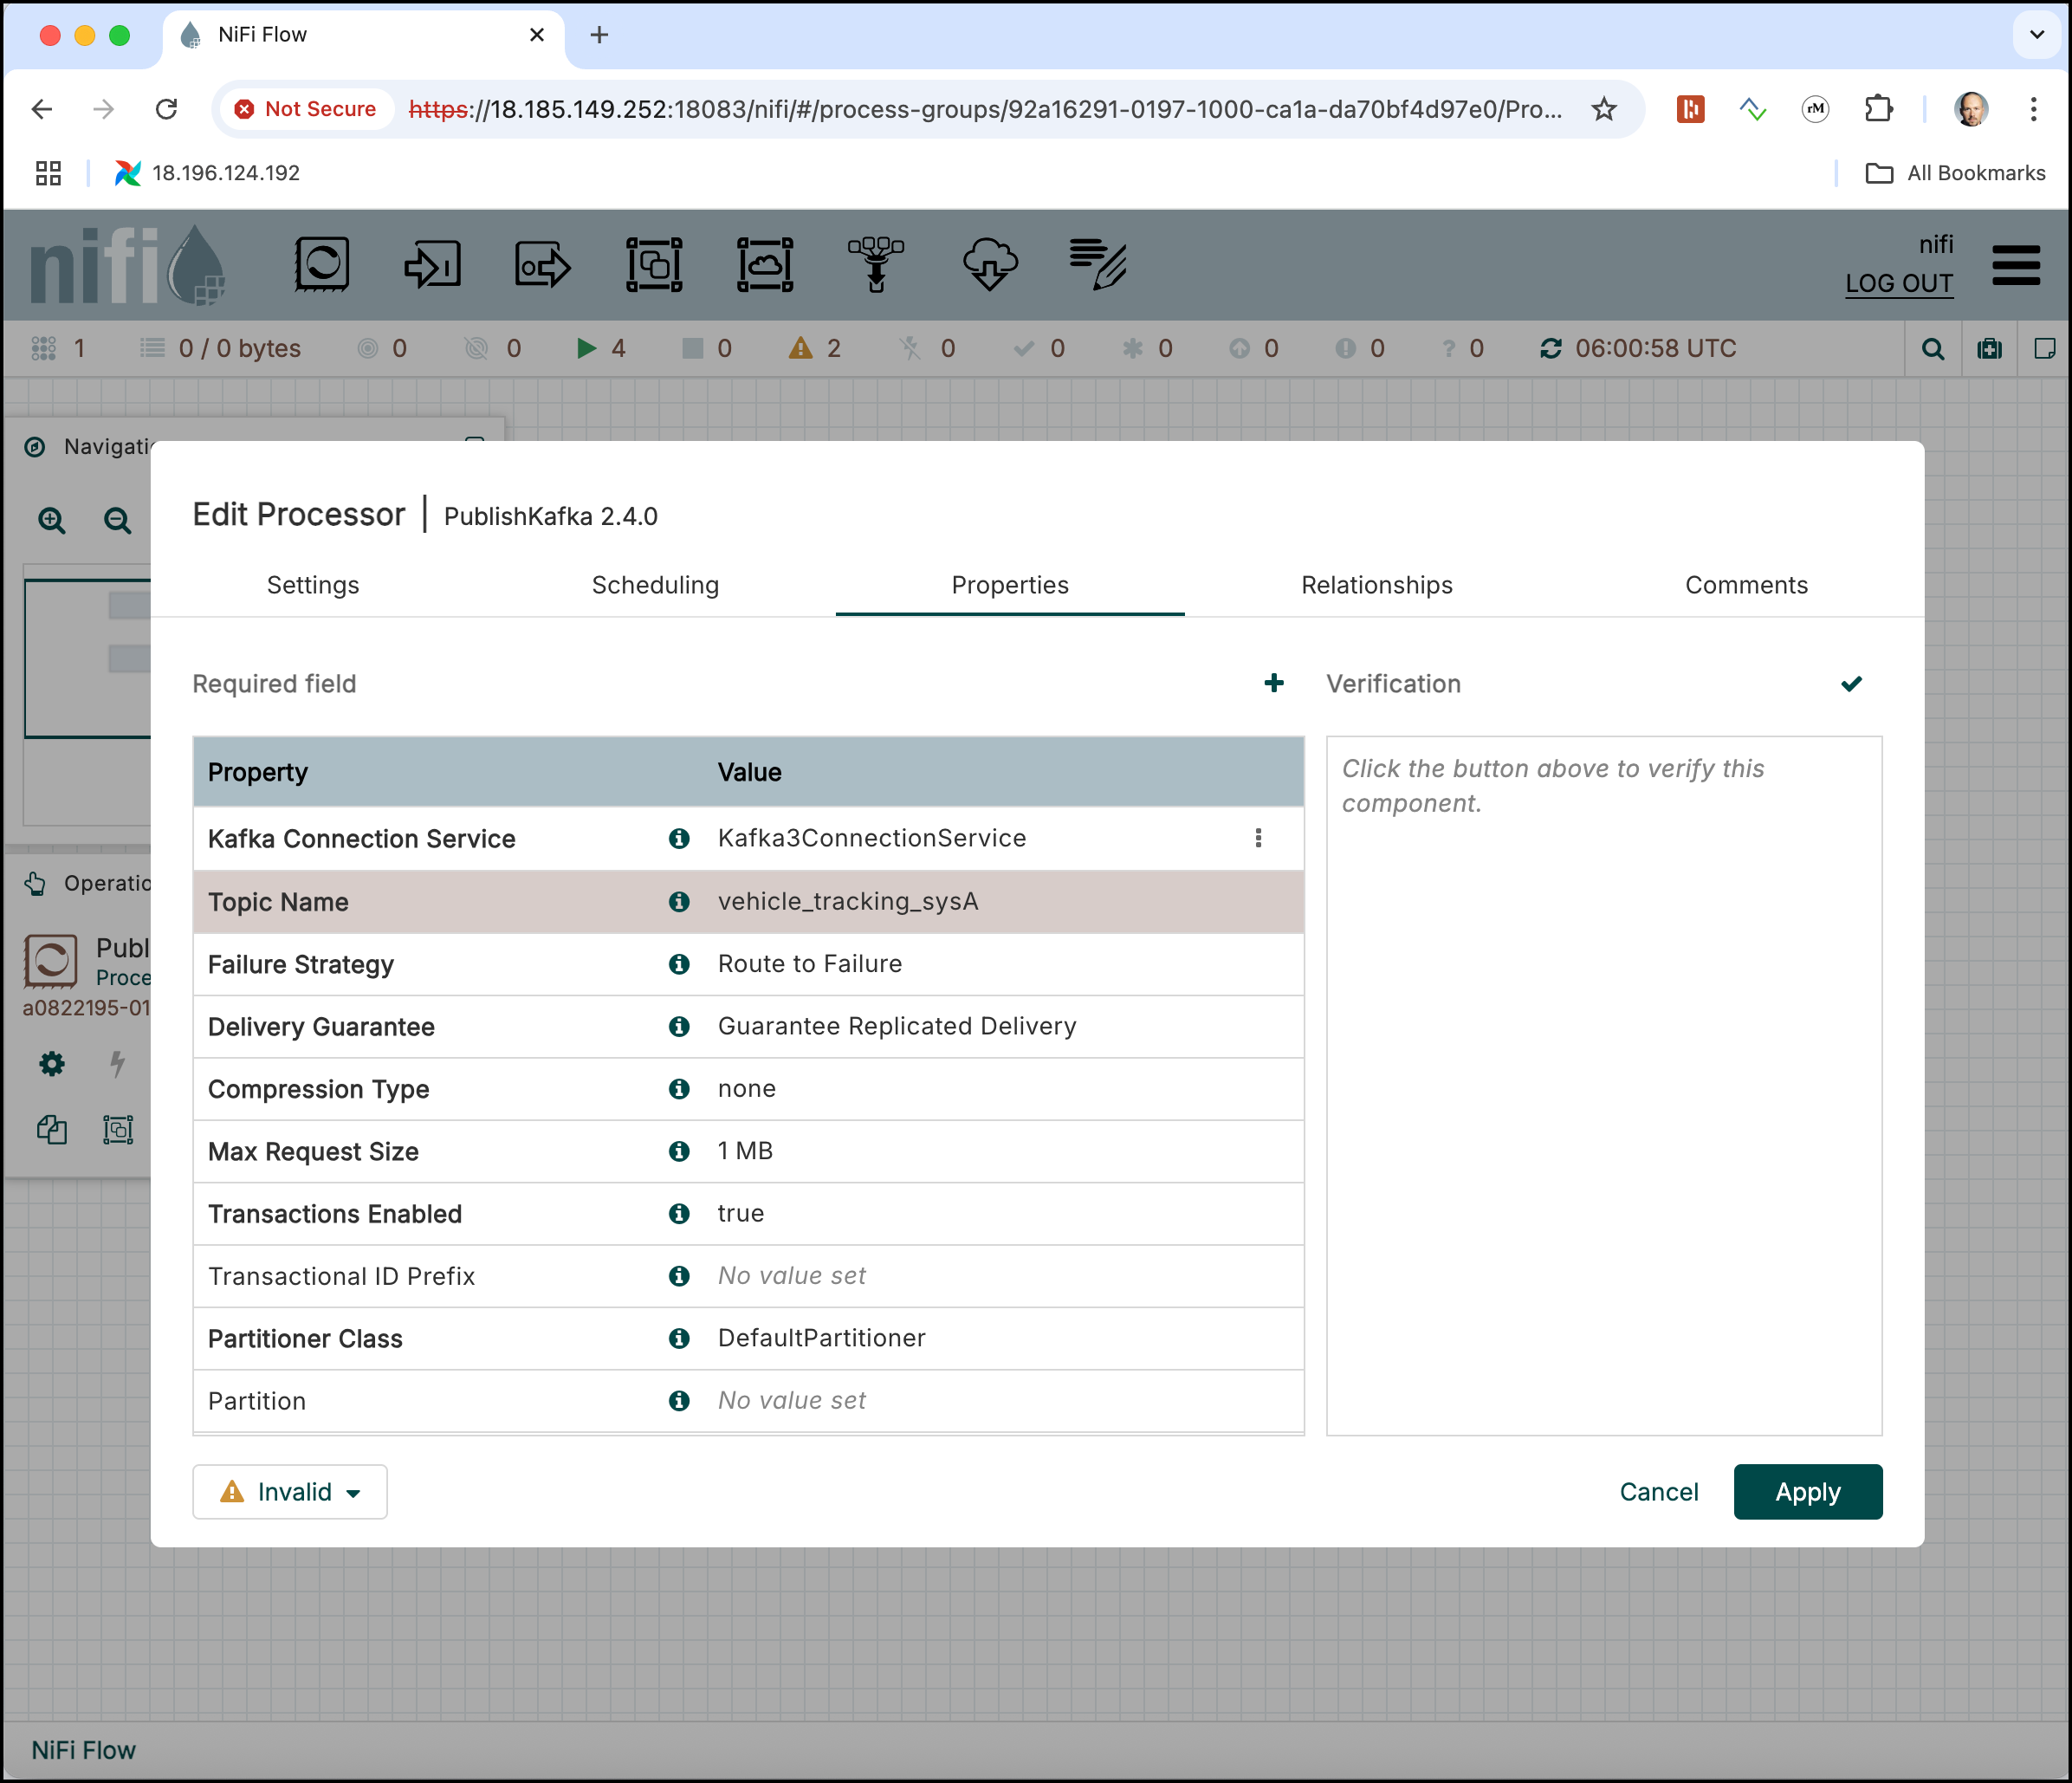 NiFi Flow
Not Secure https://18.185.149.252:18083/nifi/#/process-groups/92a16291-0197-1000-ca1a-da70bf4d97e0/Pro...
rM
18.196.124.192
All Bookmarks
nifi
nifi
LOG OUT
1 0 / 0 bytes 0 0 4 0 2 0 0 0 0 0 ? 0 06:00:58 UTC
Navigatio
Edit Processor | PublishKafka 2.4.0
Settings Scheduling Properties Relationships Comments
Required field
Verification
Property Value
Click the button above to verify this
component.
Kafka Connection Service Kafka3ConnectionService
Topic Name vehicle_tracking_sysA
Failure Strategy Route to Failure
Delivery Guarantee Guarantee Replicated Delivery
Compression Type none
Max Request Size 1 MB
Transactions Enabled true
Transactional ID Prefix No value set
Partitioner Class DefaultPartitioner
Partition No value set
Operatio
Publ
Proce
a0822195-01
Invalid
Cancel Apply
NiFi Flow